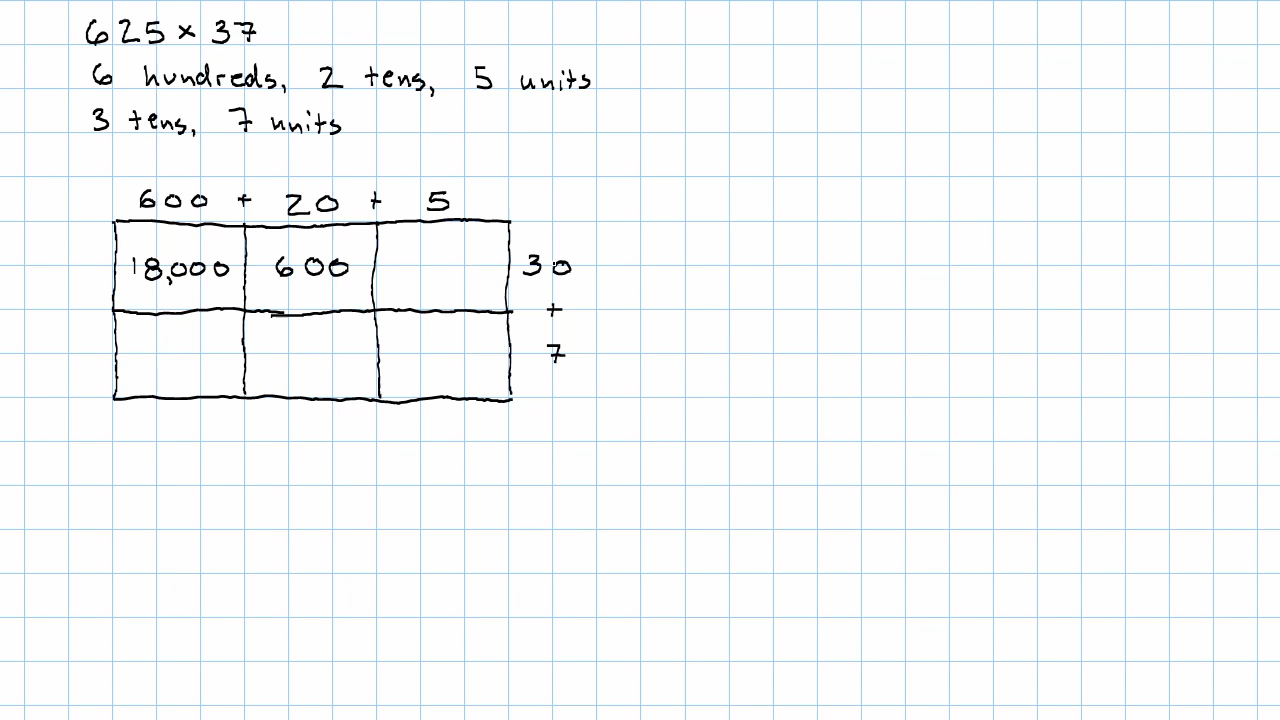 625 × 37
6 hundreds, 2 tens, 5 units
3 tens, 7 units
600 + 20 + 5
18,000 600 30
+
7